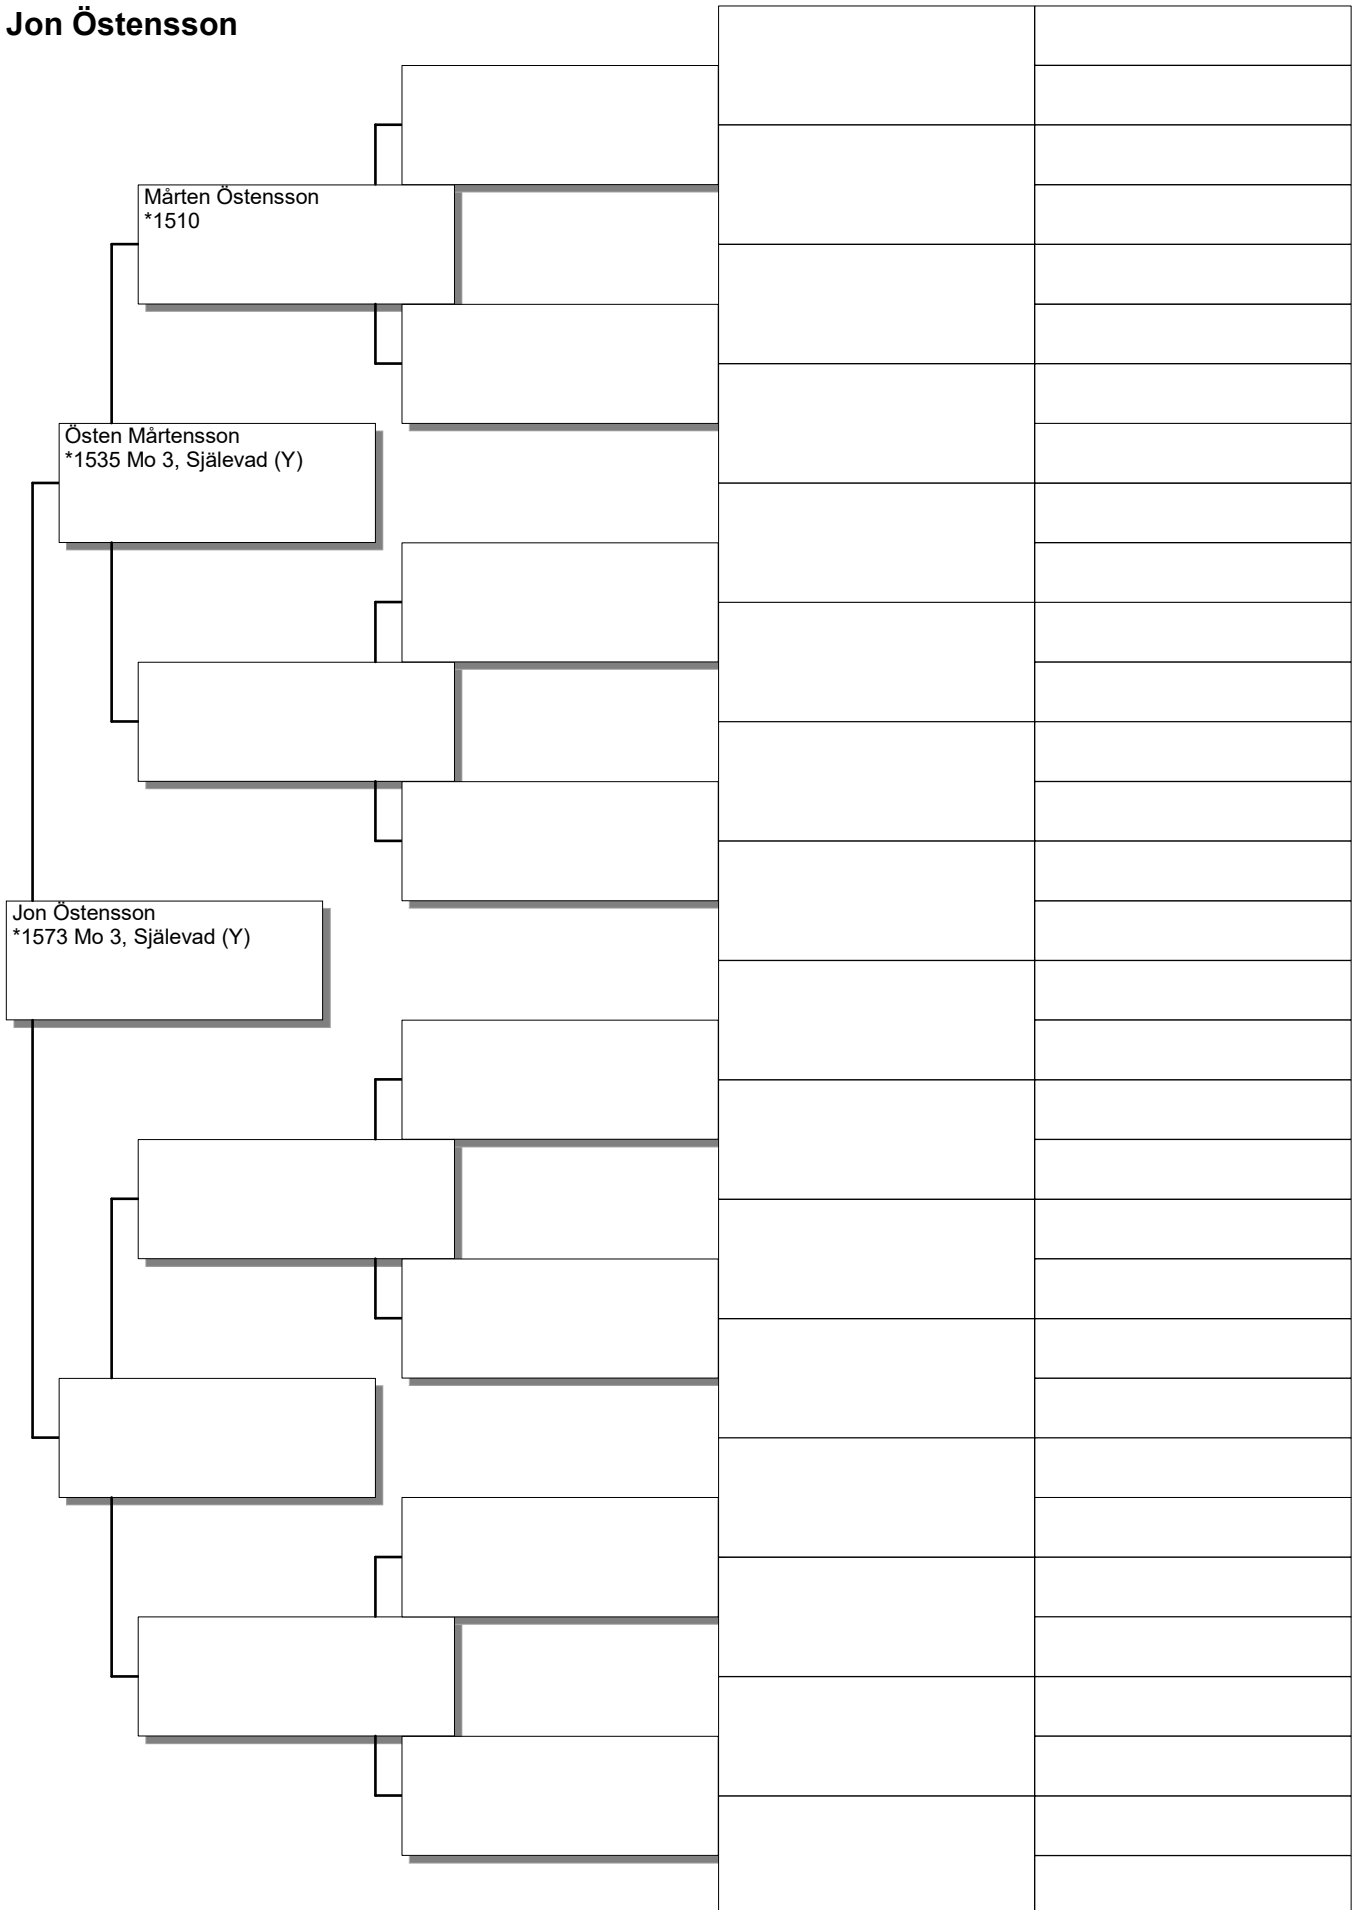 Jon Östensson
Mårten Östensson
*1510
Östen Mårtensson
*1535 Mo 3, Själevad (Y)
Jon Östensson
*1573 Mo 3, Själevad (Y)